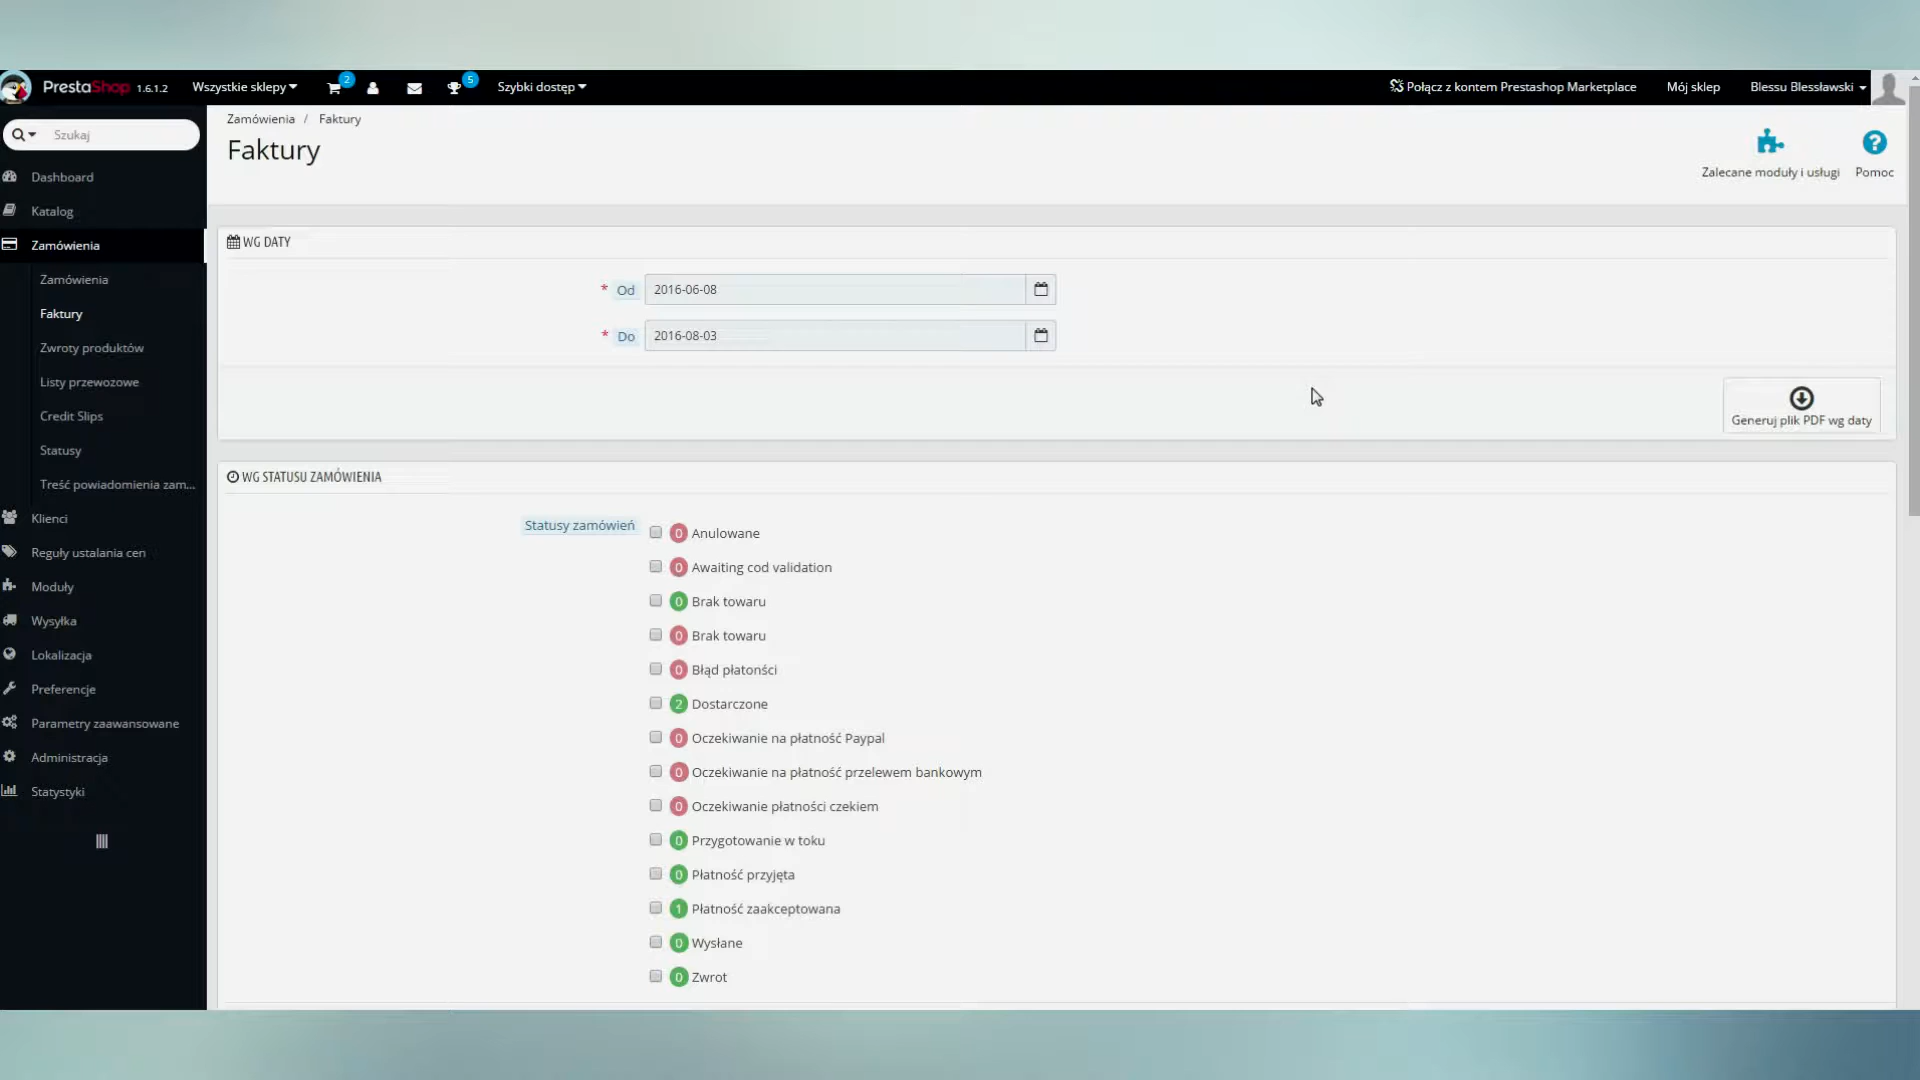 PrestaShop 1.6.1.2 Wszystkie sklepy 2 5 Szybki dostęp Połącz z kontem Prestashop Marketplace Mój sklep Blessu Blessławski
Szukaj
Dashboard
Katalog
Zamówienia
Zamówienia
Faktury
Zwroty produktów
Listy przewozowe
Credit Slips
Statusy
Treść powiadomienia zam...
Klienci
Reguły ustalania cen
Moduły
Wysyłka
Lokalizacja
Preferencje
Parametry zaawansowane
Administracja
Statystyki
Zamówienia / Faktury
Faktury
Zalecane moduły i usługi
Pomoc
WG DATY
* Od 2016-06-08
* Do 2016-08-03
Generuj plik PDF wg daty
WG STATUSU ZAMÓWIENIA
Statusy zamówień
0 Anulowane
0 Awaiting cod validation
0 Brak towaru
0 Brak towaru
0 Błąd płatonści
2 Dostarczone
0 Oczekiwanie na płatność Paypal
0 Oczekiwanie na płatność przelewem bankowym
0 Oczekiwanie płatności czekiem
0 Przygotowanie w toku
0 Płatność przyjęta
1 Płatność zaakceptowana
0 Wysłane
0 Zwrot